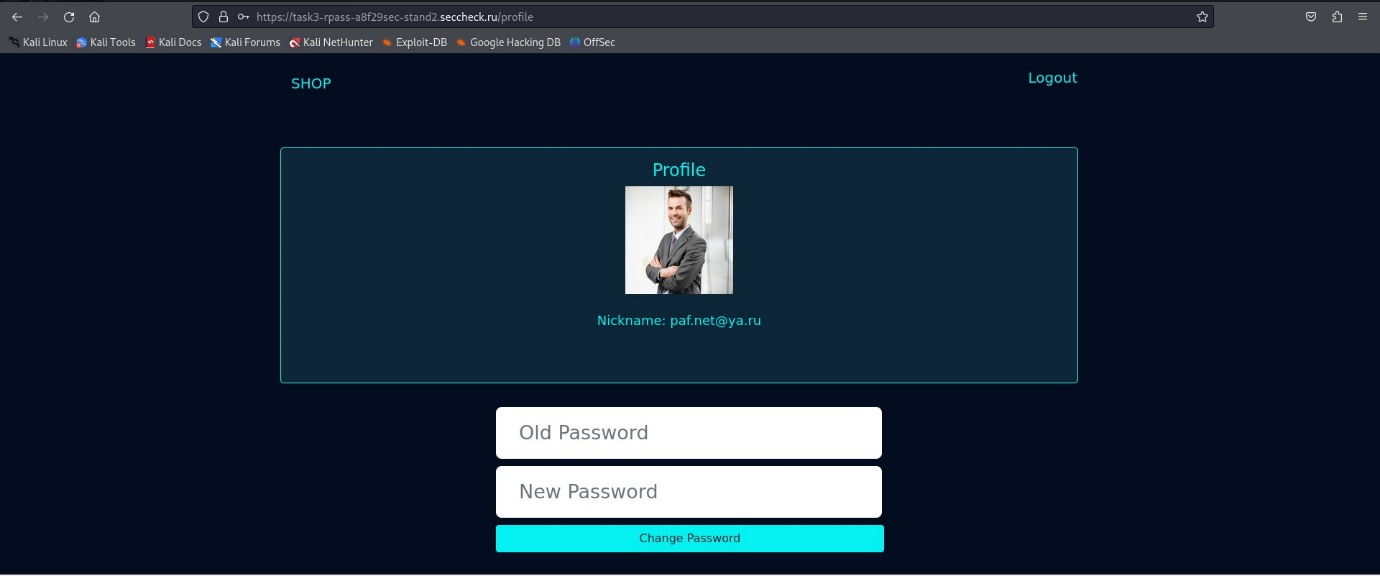 https://task3-rpass-a8f29sec-stand2.seccheck.ru/profile
Kali Linux Kali Tools Kali Docs Kali Forums Kali NetHunter Exploit-DB Google Hacking DB OffSec
SHOP Logout
Profile
Nickname: paf.net@ya.ru
Old Password
New Password
Change Password